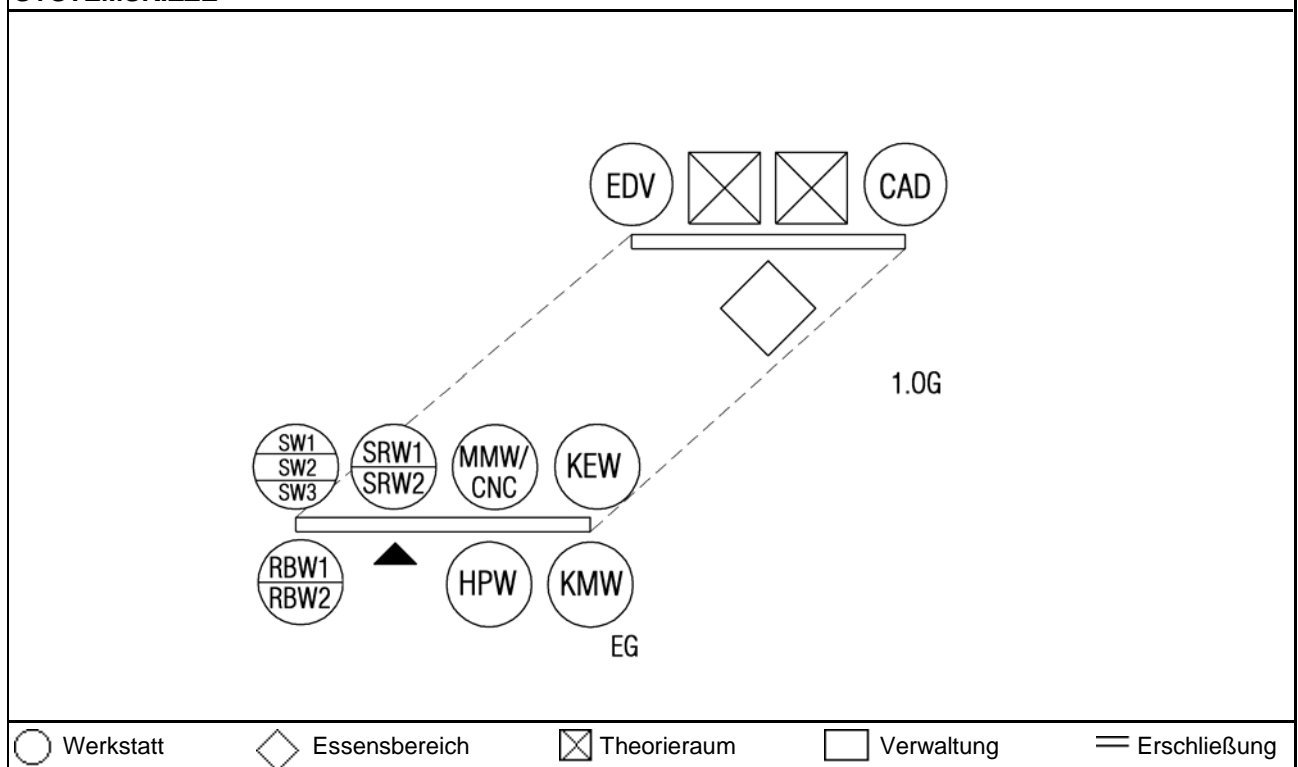 EDV
CAD
1.OG
SW1
SW2
SW3
SRW1
SRW2
MMW/
CNC
KEW
RBW1
RBW2
HPW
KMW
EG
Werkstatt Essensbereich Theorieraum Verwaltung Erschließung